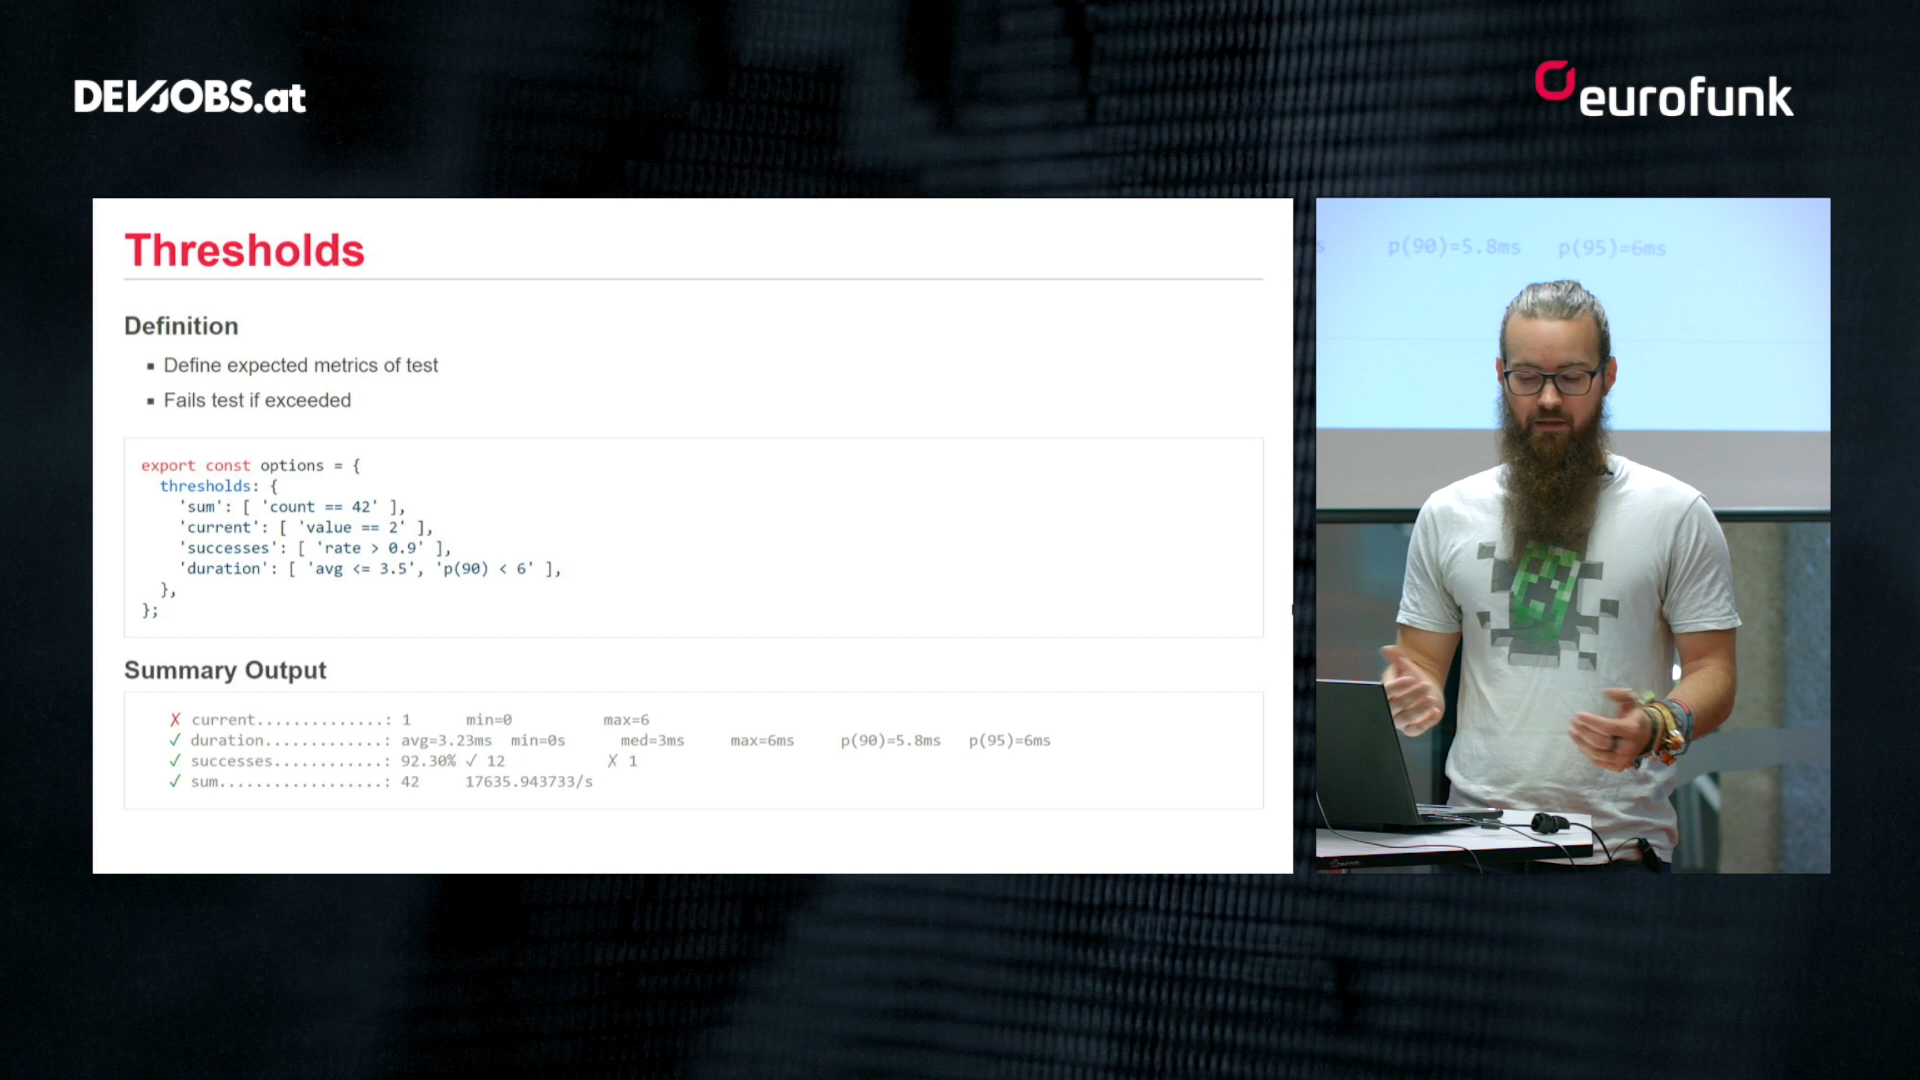 DEVJOBS.at
eurofunk
Thresholds
Definition
▪ Define expected metrics of test
▪ Fails test if exceeded
export const options = {
  thresholds: {
    'sum': [ 'count == 42' ],
    'current': [ 'value == 2' ],
    'successes': [ 'rate > 0.9' ],
    'duration': [ 'avg <= 3.5', 'p(90) < 6' ],
  },
};
Summary Output
✗ current..............: 1 min=0 max=6
✓ duration.............: avg=3.23ms min=0s med=3ms max=6ms p(90)=5.8ms p(95)=6ms
✓ successes............: 92.30% ✓ 12 ✗ 1
✓ sum..................: 42 17635.943733/s
s p(90)=5.8ms p(95)=6ms